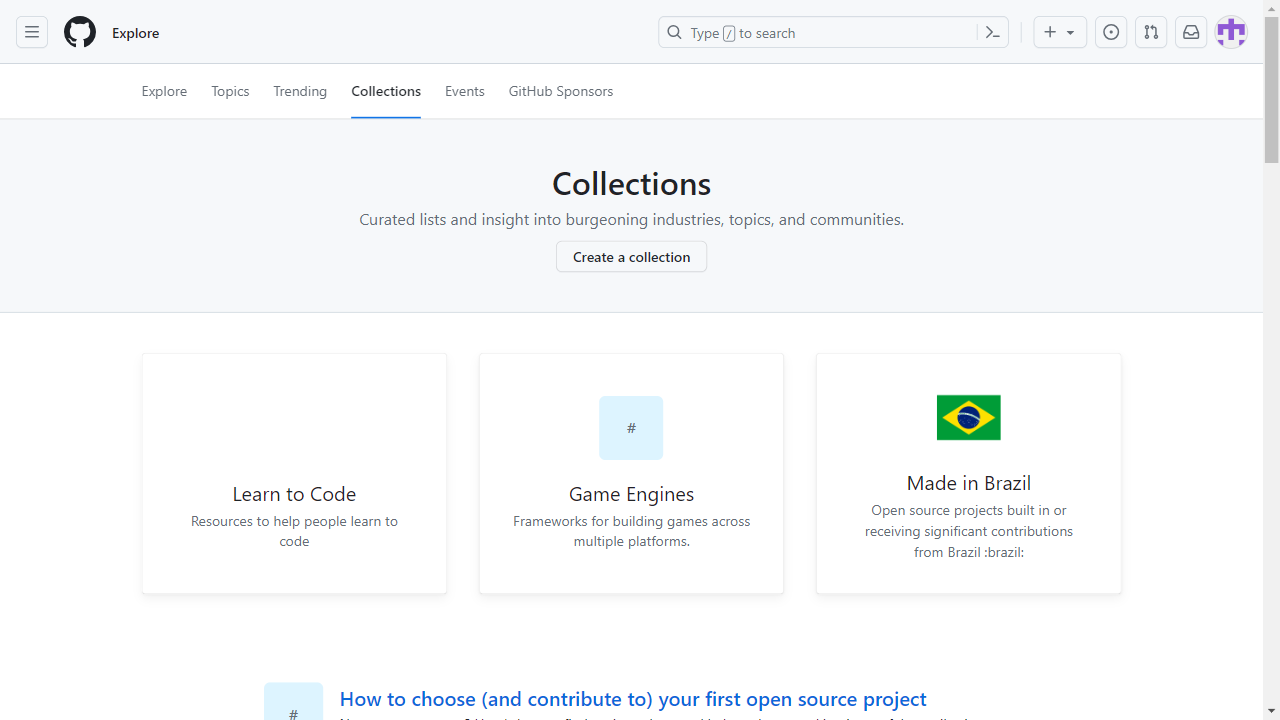 Explore
Type / to search
Explore Topics Trending Collections Events GitHub Sponsors
Collections
Curated lists and insight into burgeoning industries, topics, and communities.
Create a collection
Learn to Code
Resources to help people learn to
code
#
Game Engines
Frameworks for building games across
multiple platforms.
Made in Brazil
Open source projects built in or
receiving significant contributions
from Brazil :brazil:
#
How to choose (and contribute to) your first open source project